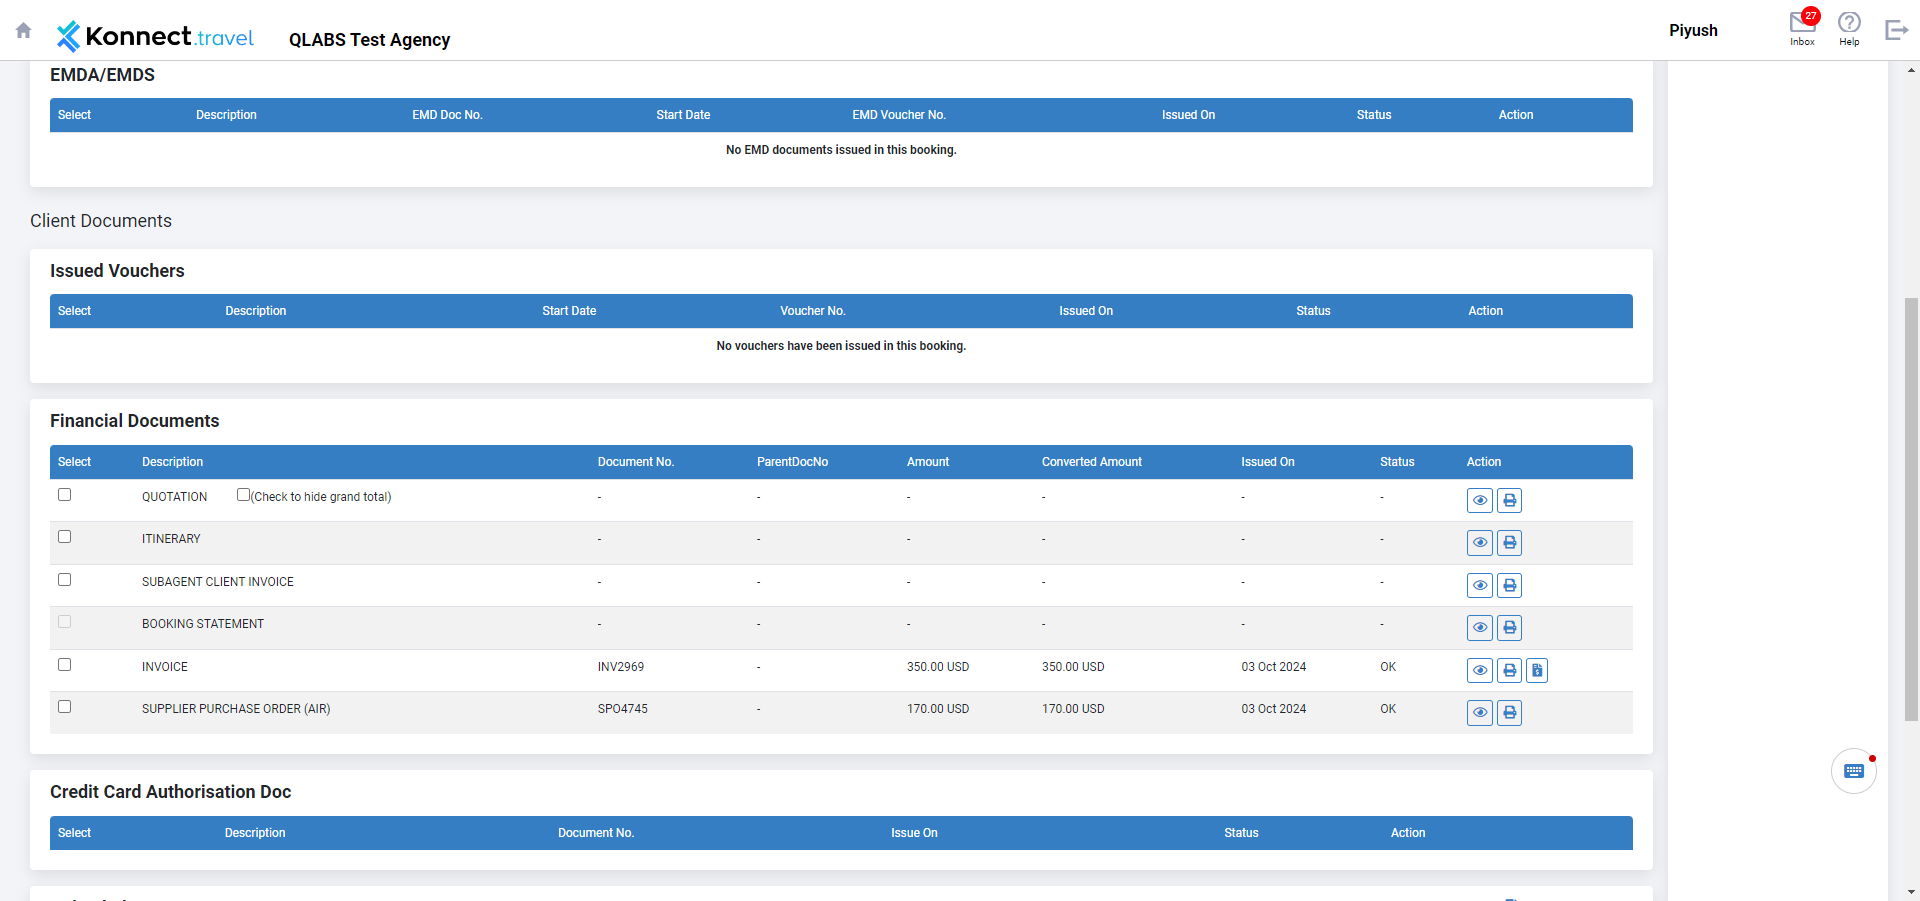 Konnect.travel
QLABS Test Agency
Piyush
27
Inbox
Help
EMDA/EMDS
Select Description EMD Doc No. Start Date EMD Voucher No. Issued On Status Action
No EMD documents issued in this booking.
Client Documents
Issued Vouchers
Select Description Start Date Voucher No. Issued On Status Action
No vouchers have been issued in this booking.
Financial Documents
Select Description Document No. ParentDocNo Amount Converted Amount Issued On Status Action
QUOTATION (Check to hide grand total) - - - - - -
ITINERARY - - - - - -
SUBAGENT CLIENT INVOICE - - - - - -
BOOKING STATEMENT - - - - - -
INVOICE INV2969 - 350.00 USD 350.00 USD 03 Oct 2024 OK
SUPPLIER PURCHASE ORDER (AIR) SPO4745 - 170.00 USD 170.00 USD 03 Oct 2024 OK
Credit Card Authorisation Doc
Select Description Document No. Issue On Status Action